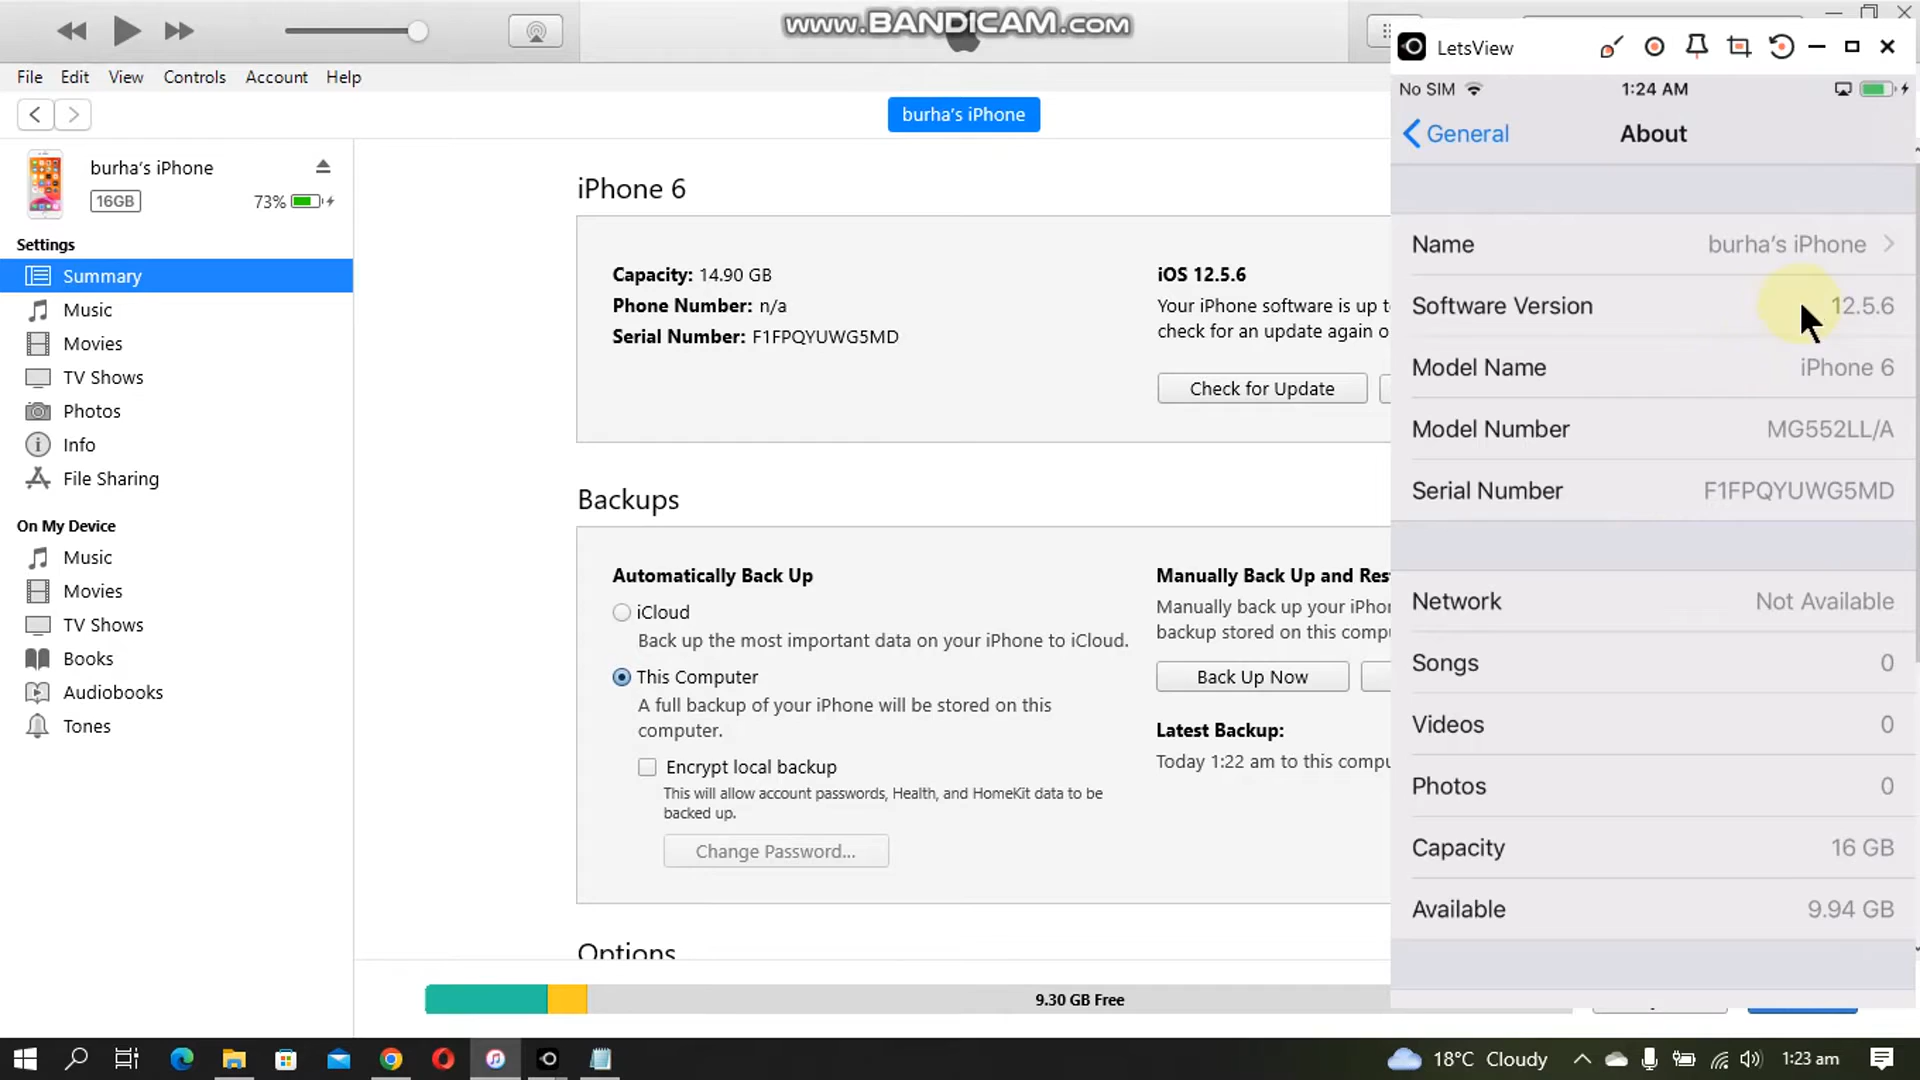 www.BANDICAM.com
File Edit View Controls Account Help
burha's iPhone
burha's iPhone
16GB
73%
Settings
Summary
Music
Movies
TV Shows
Photos
Info
File Sharing
On My Device
Music
Movies
TV Shows
Books
Audiobooks
Tones
iPhone 6
Capacity: 14.90 GB
Phone Number: n/a
Serial Number: F1FPQYUWG5MD
iOS 12.5.6
Your iPhone software is up t
check for an update again o
Check for Update
Backups
Automatically Back Up
iCloud
Back up the most important data on your iPhone to iCloud.
This Computer
A full backup of your iPhone will be stored on this
computer.
Encrypt local backup
This will allow account passwords, Health, and HomeKit data to be
backed up.
Change Password...
Manually Back Up and Res
Manually back up your iPho
backup stored on this comp
Back Up Now
Latest Backup:
Today 1:22 am to this compu
Options
9.30 GB Free
LetsView
No SIM 1:24 AM
General About
Name burha's iPhone
Software Version 12.5.6
Model Name iPhone 6
Model Number MG552LL/A
Serial Number F1FPQYUWG5MD
Network Not Available
Songs 0
Videos 0
Photos 0
Capacity 16 GB
Available 9.94 GB
18°C Cloudy 1:23 am